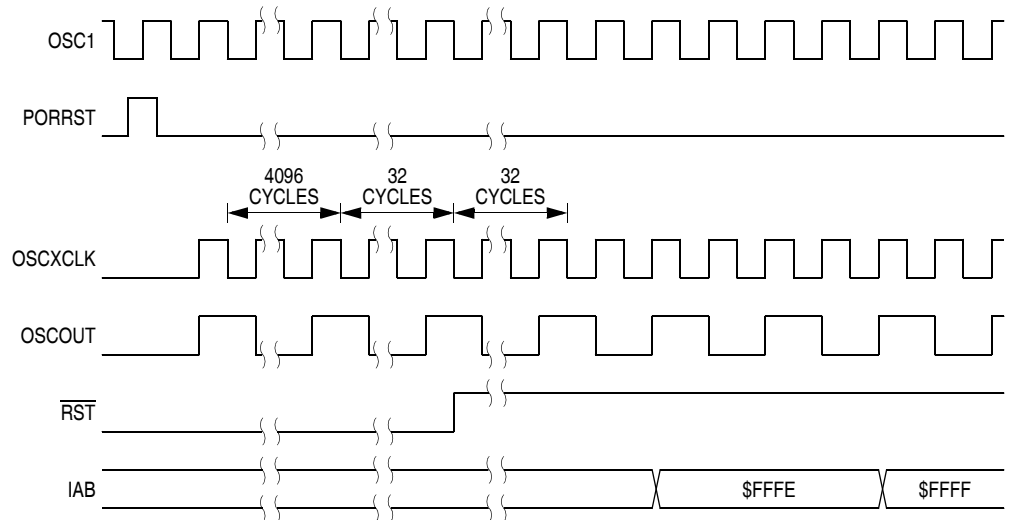 OSC1
PORRST
4096
CYCLES
32
CYCLES
32
CYCLES
OSCXCLK
OSCOUT
RST
IAB
$FFFE
$FFFF